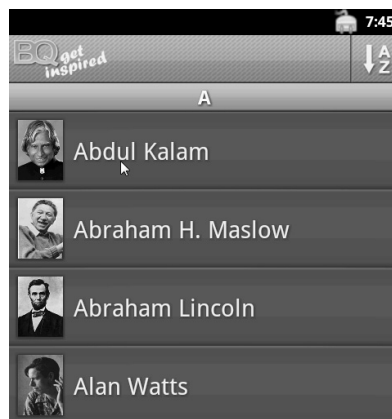 7:45
BQ get
inspired
A
Z
A
Abdul Kalam
Abraham H. Maslow
Abraham Lincoln
Alan Watts